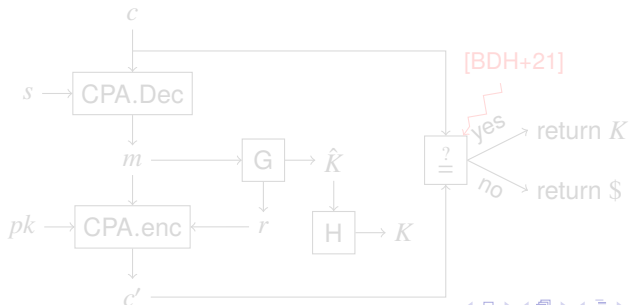 c
[BDH+21]
s CPA.Dec
yes return K
m G K̂ ?=
no return $
pk CPA.enc r H K
c′